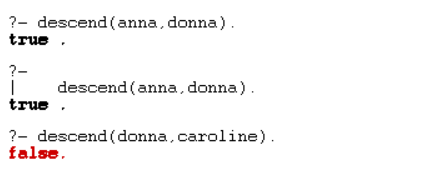 ?- descend(anna,donna).
true .
?-
|    descend(anna,donna).
true .
?- descend(donna,caroline).
false.